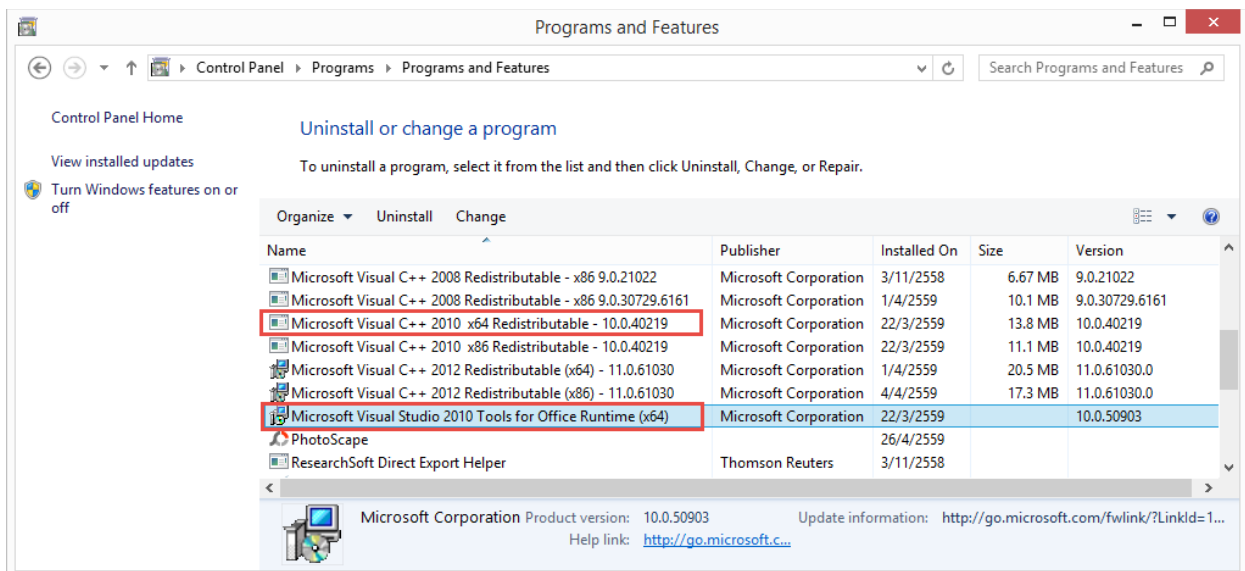 Programs and Features
Control Panel Programs Programs and Features Search Programs and Features
Control Panel Home
View installed updates
Turn Windows features on or
off
Uninstall or change a program
To uninstall a program, select it from the list and then click Uninstall, Change, or Repair.
Organize Uninstall Change
Name Publisher Installed On Size Version
Microsoft Visual C++ 2008 Redistributable - x86 9.0.21022 Microsoft Corporation 3/11/2558 6.67 MB 9.0.21022
Microsoft Visual C++ 2008 Redistributable - x86 9.0.30729.6161 Microsoft Corporation 1/4/2559 10.1 MB 9.0.30729.6161
Microsoft Visual C++ 2010 x64 Redistributable - 10.0.40219 Microsoft Corporation 22/3/2559 13.8 MB 10.0.40219
Microsoft Visual C++ 2010 x86 Redistributable - 10.0.40219 Microsoft Corporation 22/3/2559 11.1 MB 10.0.40219
Microsoft Visual C++ 2012 Redistributable (x64) - 11.0.61030 Microsoft Corporation 1/4/2559 20.5 MB 11.0.61030.0
Microsoft Visual C++ 2012 Redistributable (x86) - 11.0.61030 Microsoft Corporation 4/4/2559 17.3 MB 11.0.61030.0
Microsoft Visual Studio 2010 Tools for Office Runtime (x64) Microsoft Corporation 22/3/2559 10.0.50903
PhotoScape 26/4/2559
ResearchSoft Direct Export Helper Thomson Reuters 3/11/2558
Microsoft Corporation Product version: 10.0.50903 Update information: http://go.microsoft.com/fwlink/?LinkId=1...
Help link: http://go.microsoft.c...